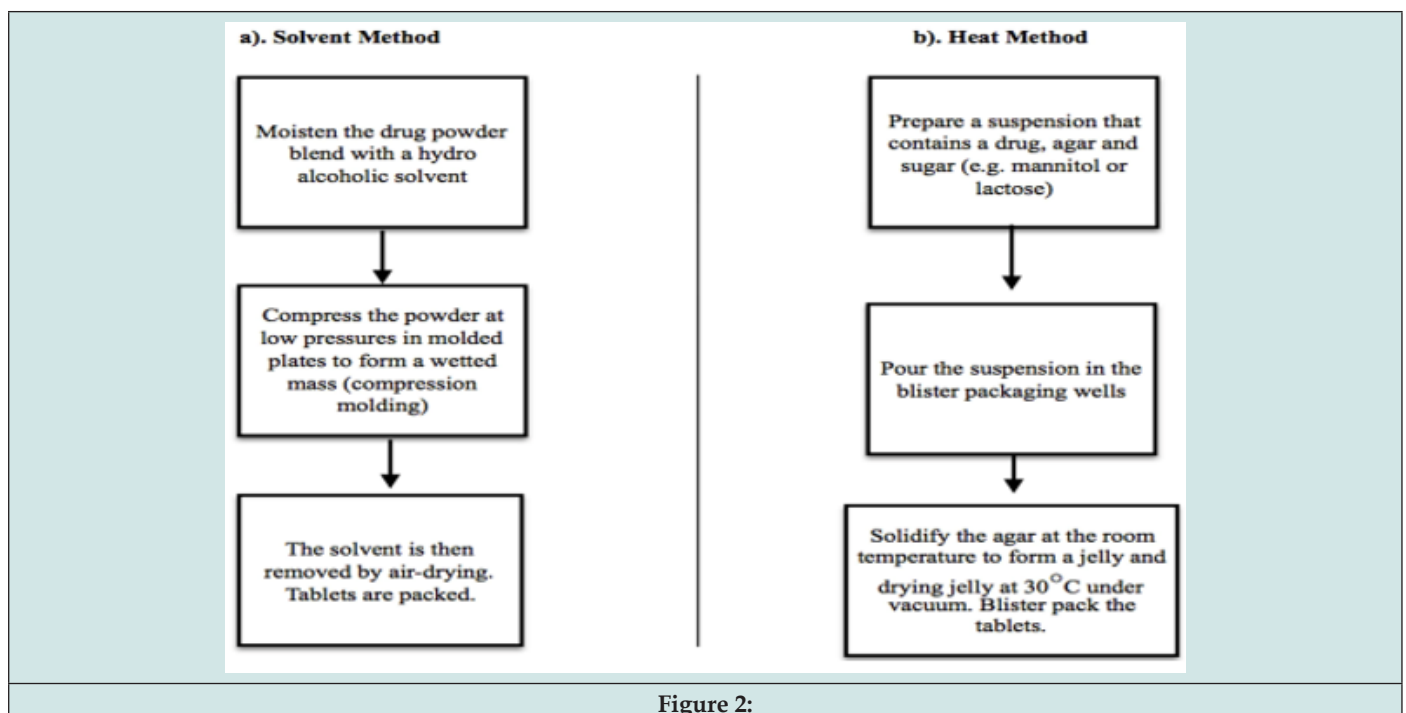 a). Solvent Method
Moisten the drug powder
blend with a hydro
alcoholic solvent
Compress the powder at
low pressures in molded
plates to form a wetted
mass (compression
molding)
The solvent is then
removed by air-drying.
Tablets are packed.
b). Heat Method
Prepare a suspension that
contains a drug, agar and
sugar (e.g. mannitol or
lactose)
Pour the suspension in the
blister packaging wells
Solidify the agar at the room
temperature to form a jelly and
drying jelly at 30°C under
vacuum. Blister pack the
tablets.
Figure 2: